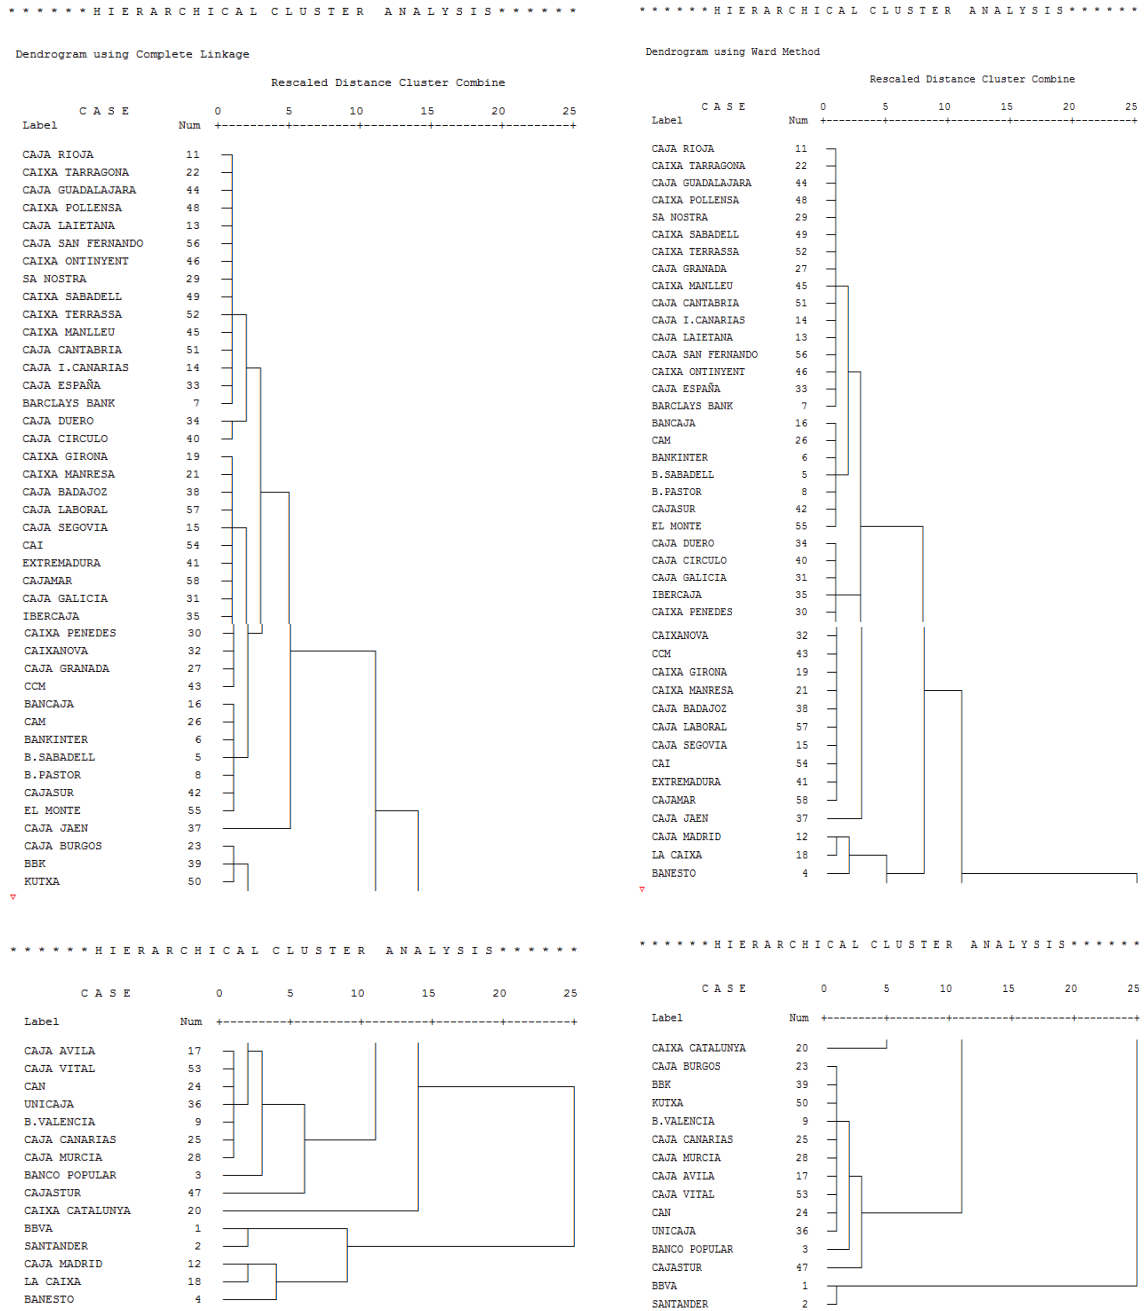 * * * * * * H I E R A R C H I C A L   C L U S T E R   A N A L Y S I S * * * * * *
Dendrogram using Complete Linkage
Rescaled Distance Cluster Combine
C A S E 0 5 10 15 20 25
Label Num +---------+---------+---------+---------+---------+
CAJA RIOJA 11
CAIXA TARRAGONA 22
CAJA GUADALAJARA 44
CAIXA POLLENSA 48
CAJA LAIETANA 13
CAJA SAN FERNANDO 56
CAIXA ONTINYENT 46
SA NOSTRA 29
CAIXA SABADELL 49
CAIXA TERRASSA 52
CAIXA MANLLEU 45
CAJA CANTABRIA 51
CAJA I.CANARIAS 14
CAJA ESPAÑA 33
BARCLAYS BANK 7
CAJA DUERO 34
CAJA CIRCULO 40
CAIXA GIRONA 19
CAIXA MANRESA 21
CAJA BADAJOZ 38
CAJA LABORAL 57
CAJA SEGOVIA 15
CAI 54
EXTREMADURA 41
CAJAMAR 58
CAJA GALICIA 31
IBERCAJA 35
CAIXA PENEDES 30
CAIXANOVA 32
CAJA GRANADA 27
CCM 43
BANCAJA 16
CAM 26
BANKINTER 6
B.SABADELL 5
B.PASTOR 8
CAJASUR 42
EL MONTE 55
CAJA JAEN 37
CAJA BURGOS 23
BBK 39
KUTXA 50
* * * * * * H I E R A R C H I C A L   C L U S T E R   A N A L Y S I S * * * * * *
C A S E 0 5 10 15 20 25
Label Num +---------+---------+---------+---------+---------+
CAJA AVILA 17
CAJA VITAL 53
CAN 24
UNICAJA 36
B.VALENCIA 9
CAJA CANARIAS 25
CAJA MURCIA 28
BANCO POPULAR 3
CAJASTUR 47
CAIXA CATALUNYA 20
BBVA 1
SANTANDER 2
CAJA MADRID 12
LA CAIXA 18
BANESTO 4
* * * * * * H I E R A R C H I C A L   C L U S T E R   A N A L Y S I S * * * * * *
Dendrogram using Ward Method
Rescaled Distance Cluster Combine
C A S E 0 5 10 15 20 25
Label Num +---------+---------+---------+---------+---------+
CAJA RIOJA 11
CAIXA TARRAGONA 22
CAJA GUADALAJARA 44
CAIXA POLLENSA 48
SA NOSTRA 29
CAIXA SABADELL 49
CAIXA TERRASSA 52
CAJA GRANADA 27
CAIXA MANLLEU 45
CAJA CANTABRIA 51
CAJA I.CANARIAS 14
CAJA LAIETANA 13
CAJA SAN FERNANDO 56
CAIXA ONTINYENT 46
CAJA ESPAÑA 33
BARCLAYS BANK 7
BANCAJA 16
CAM 26
BANKINTER 6
B.SABADELL 5
B.PASTOR 8
CAJASUR 42
EL MONTE 55
CAJA DUERO 34
CAJA CIRCULO 40
CAJA GALICIA 31
IBERCAJA 35
CAIXA PENEDES 30
CAIXANOVA 32
CCM 43
CAIXA GIRONA 19
CAIXA MANRESA 21
CAJA BADAJOZ 38
CAJA LABORAL 57
CAJA SEGOVIA 15
CAI 54
EXTREMADURA 41
CAJAMAR 58
CAJA JAEN 37
CAJA MADRID 12
LA CAIXA 18
BANESTO 4
* * * * * * H I E R A R C H I C A L   C L U S T E R   A N A L Y S I S * * * * * *
C A S E 0 5 10 15 20 25
Label Num +---------+---------+---------+---------+---------+
CAIXA CATALUNYA 20
CAJA BURGOS 23
BBK 39
KUTXA 50
B.VALENCIA 9
CAJA CANARIAS 25
CAJA MURCIA 28
CAJA AVILA 17
CAJA VITAL 53
CAN 24
UNICAJA 36
BANCO POPULAR 3
CAJASTUR 47
BBVA 1
SANTANDER 2